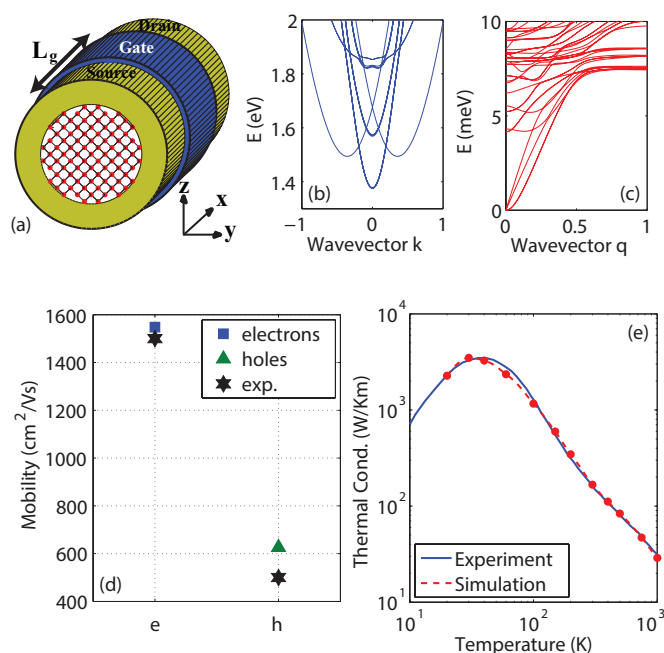 Drain
Gate
L_g
Source
(a)
z
x
y
E (eV)
2
1.8
1.6
1.4
(b)
−1 0 1
Wavevector k
E (meV)
10
5
0
(c)
0 0.5 1
Wavevector q
Mobility (cm²/Vs)
1600
1400
1200
1000
800
600
400
electrons
holes
exp.
(d)
e h
Thermal Cond. (W/Km)
10⁴
10³
10²
10¹
(e)
Experiment
Simulation
10¹ 10² 10³
Temperature (K)